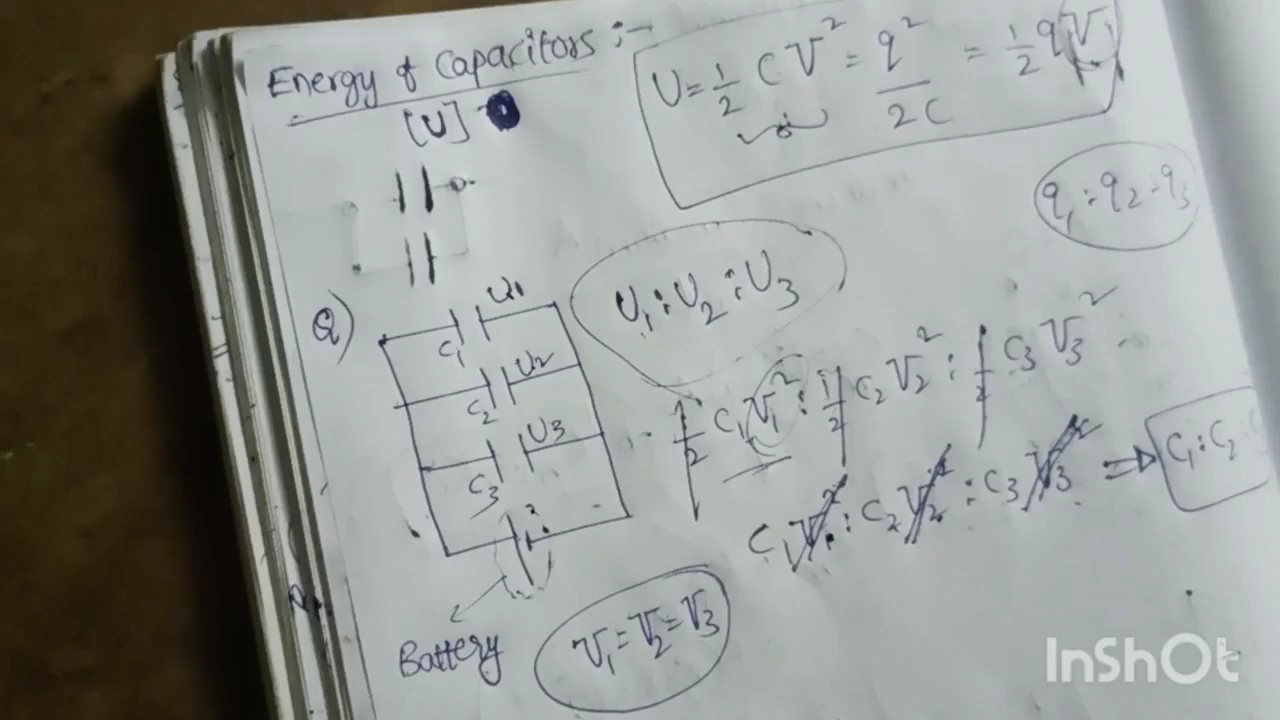 Energy of Capacitors :-
[U]
U = 1/2 C V² = q²/2C = 1/2 qV
q₁ : q₂ : q₃
Q)
U₁ : U₂ : U₃
U₁
C₁
U₂
C₂
U₃
C₃
1/2 C₁V₁² : 1/2 C₂V₂² : 1/2 C₃V₃²
C₁V₁² : C₂V₂² : C₃V₃² ⇒ C₁ : C₂ :
Battery
V₁ = V₂ = V₃
InShOt